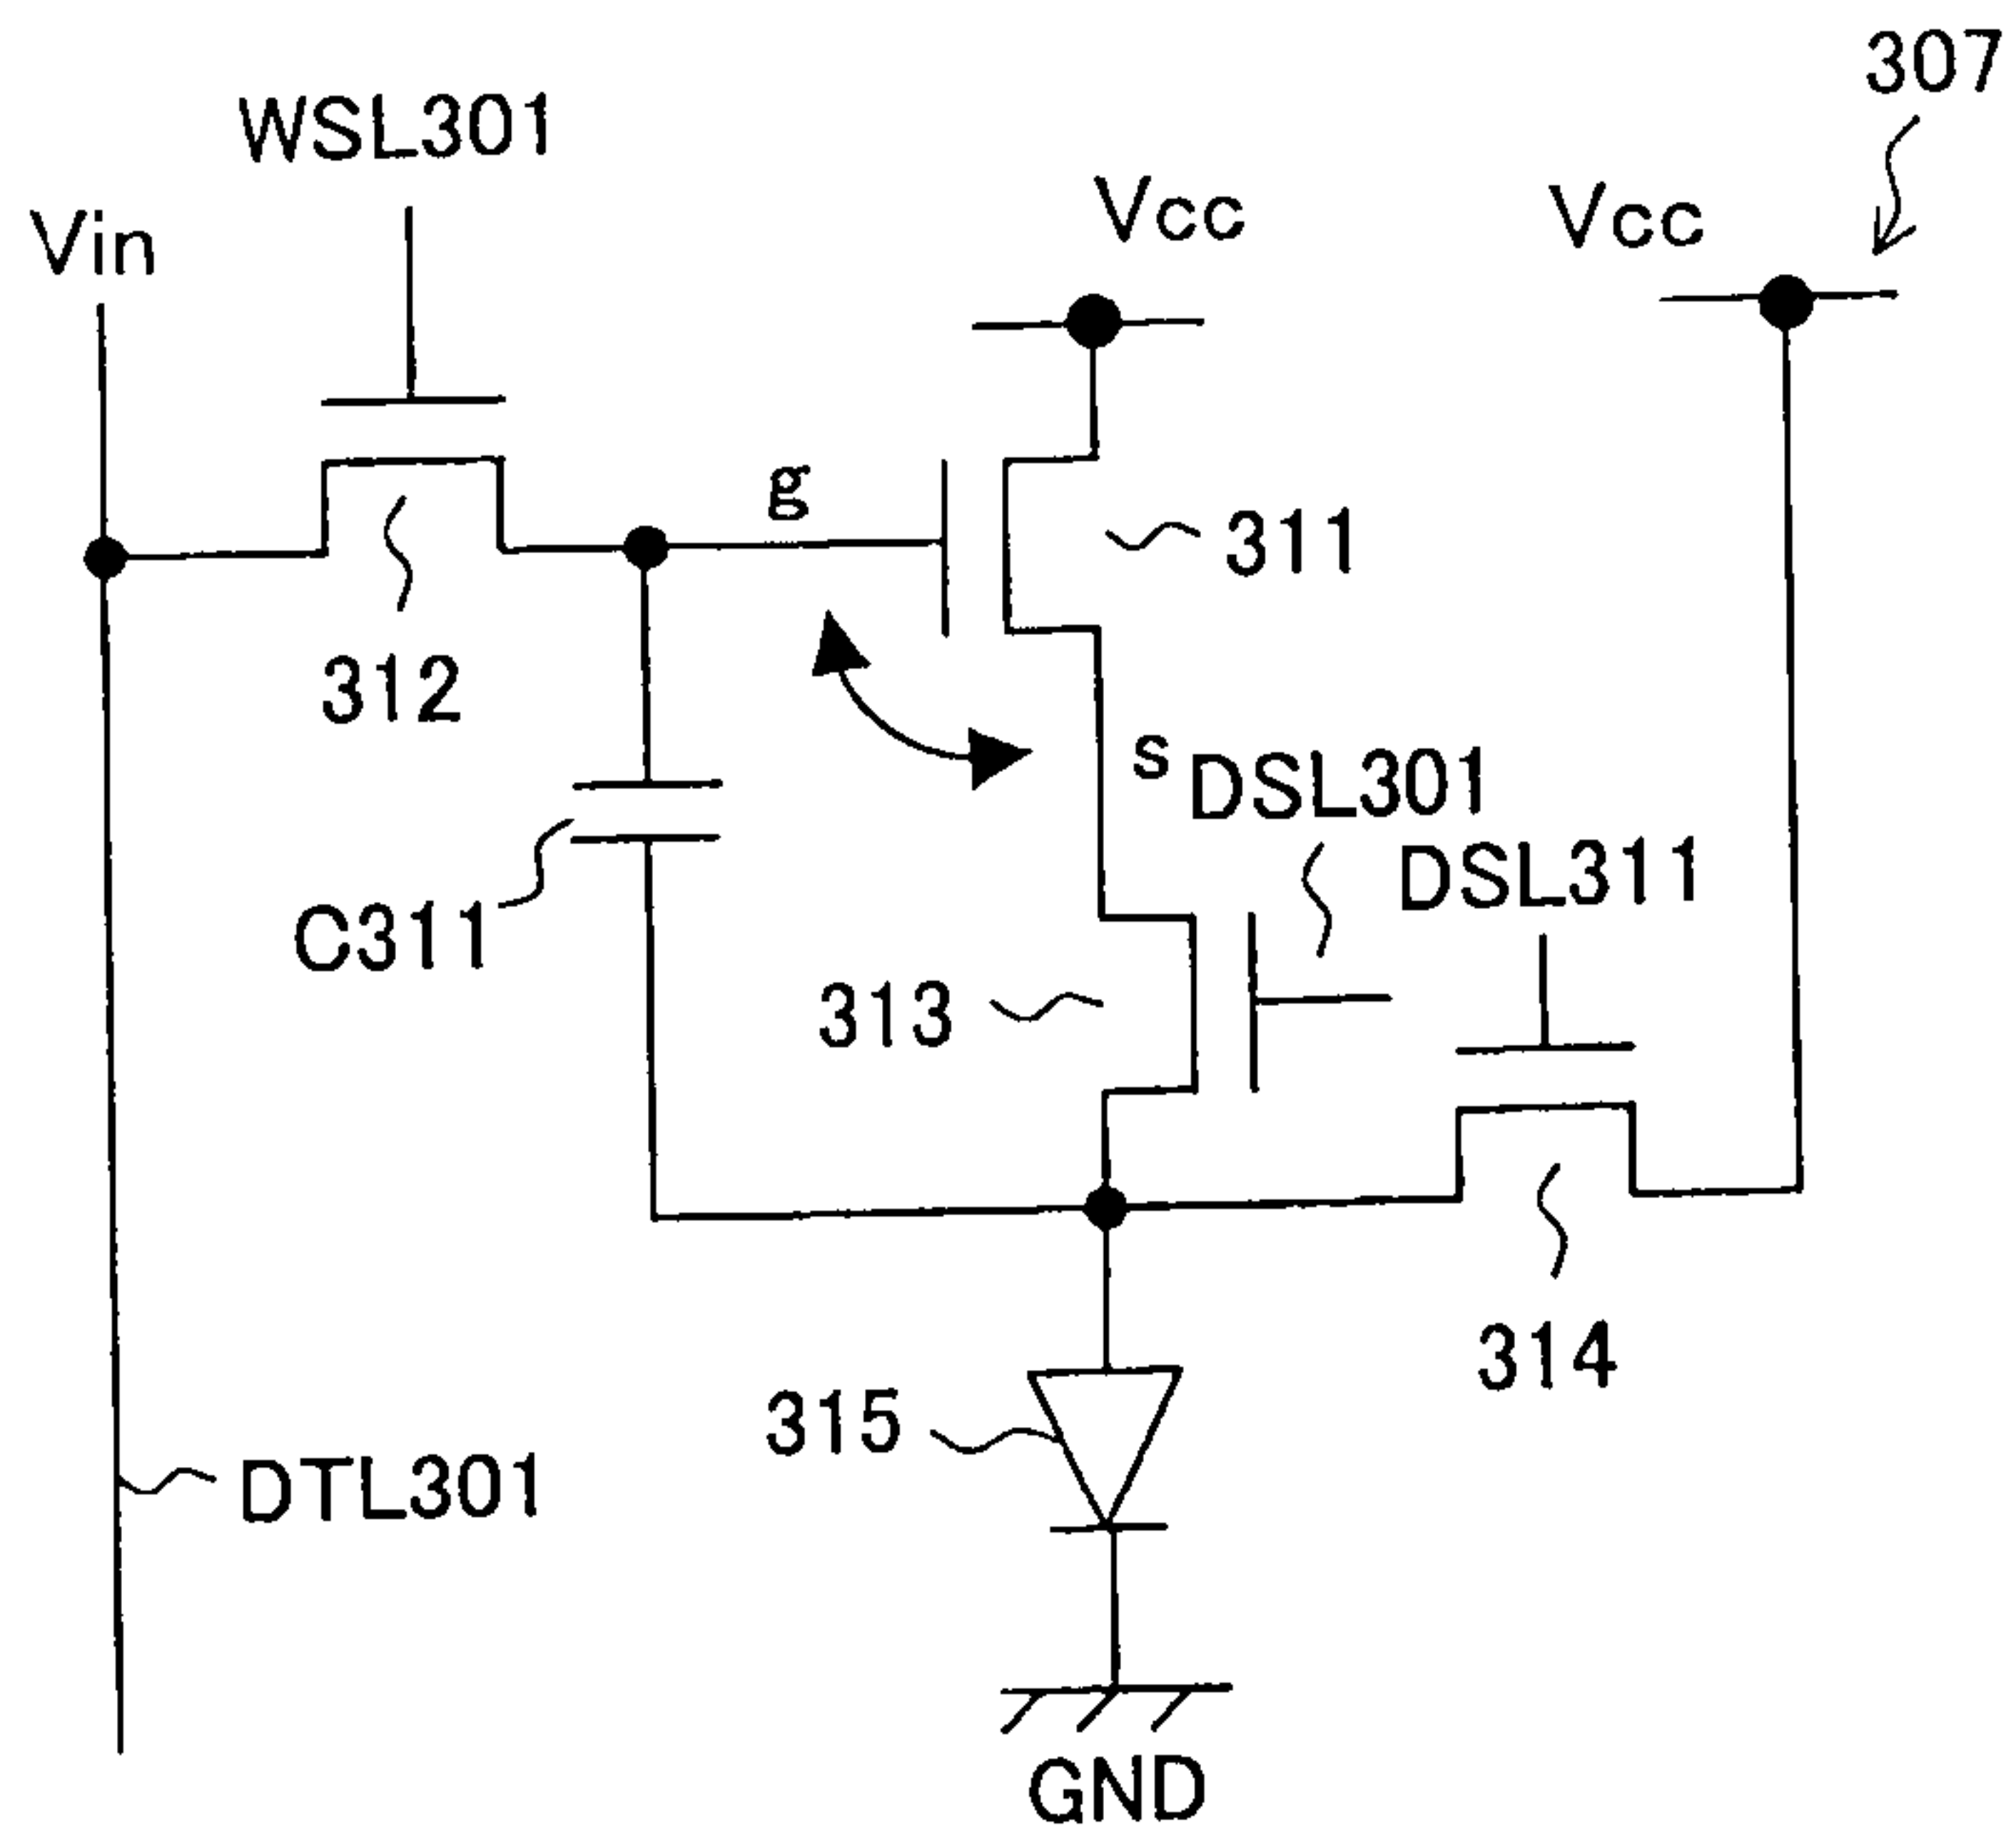 307
WSL301
Vcc
Vcc
Vin
g
311
312
s
DSL301
DSL311
C311
313
314
315
DTL301
GND